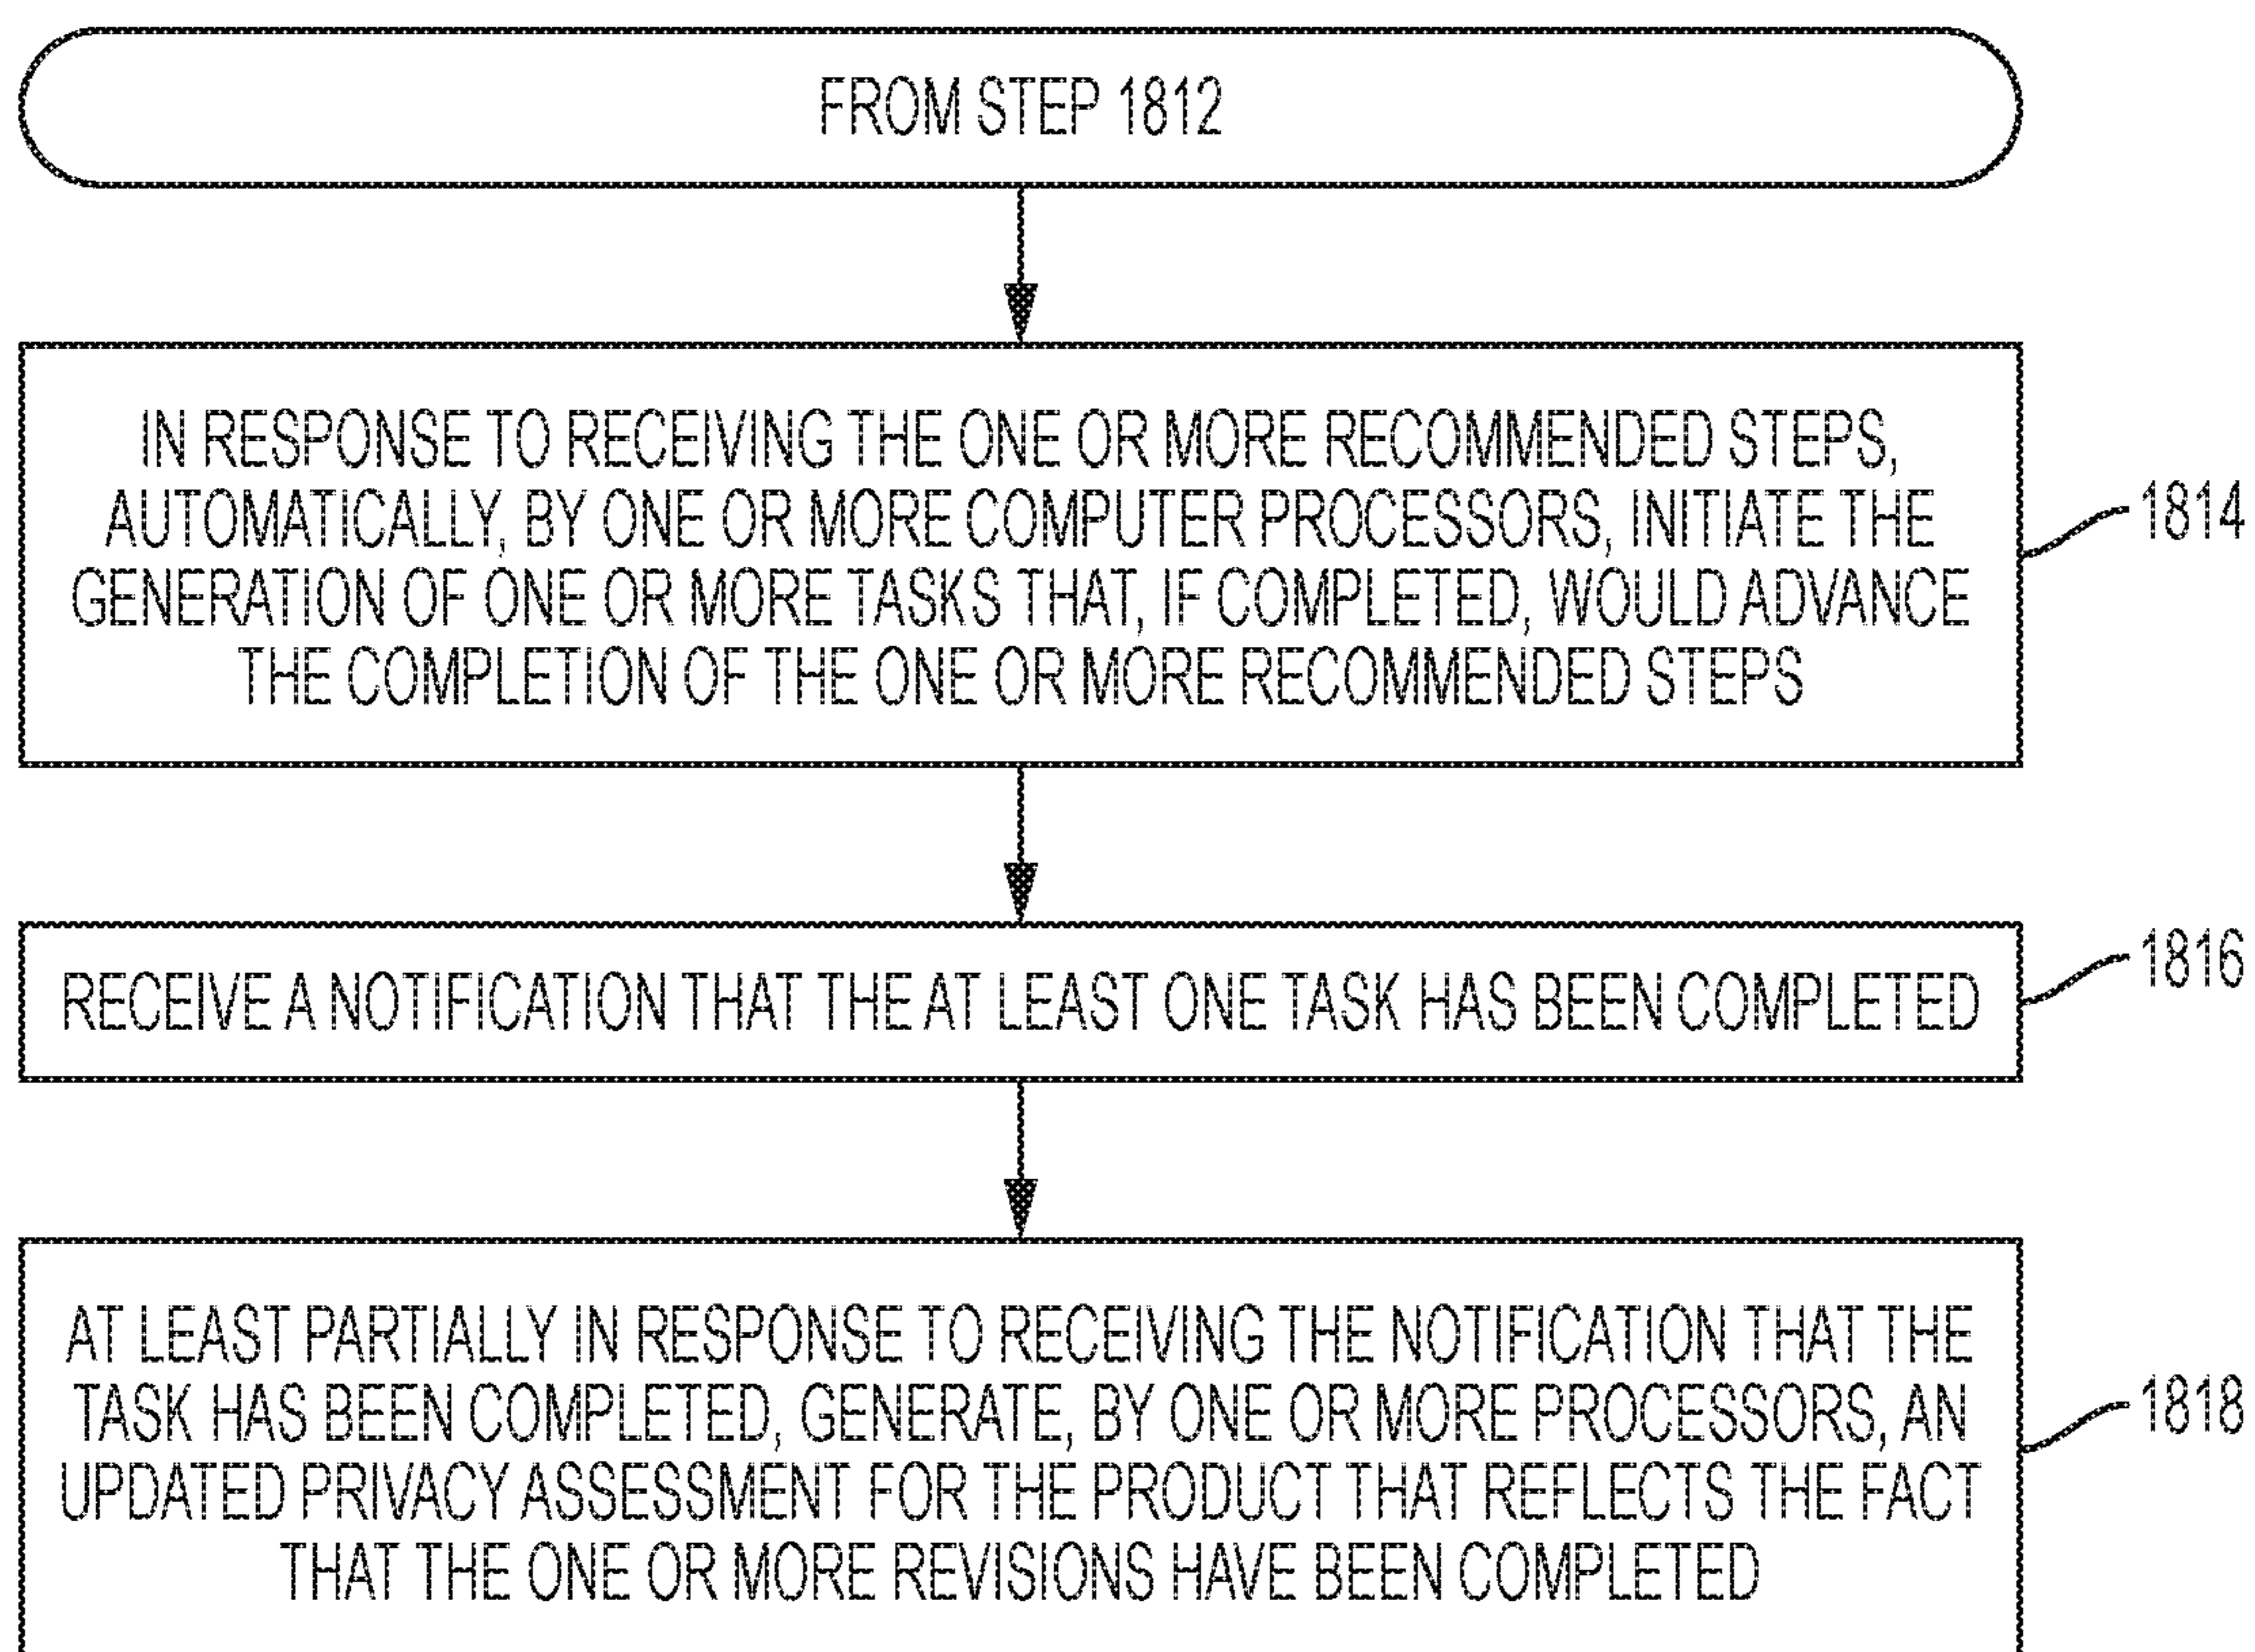 FROM STEP 1812
IN RESPONSE TO RECEIVING THE ONE OR MORE RECOMMENDED STEPS,
AUTOMATICALLY, BY ONE OR MORE COMPUTER PROCESSORS, INITIATE THE
GENERATION OF ONE OR MORE TASKS THAT, IF COMPLETED, WOULD ADVANCE
THE COMPLETION OF THE ONE OR MORE RECOMMENDED STEPS
1814
RECEIVE A NOTIFICATION THAT THE AT LEAST ONE TASK HAS BEEN COMPLETED
1816
AT LEAST PARTIALLY IN RESPONSE TO RECEIVING THE NOTIFICATION THAT THE
TASK HAS BEEN COMPLETED, GENERATE, BY ONE OR MORE PROCESSORS, AN
UPDATED PRIVACY ASSESSMENT FOR THE PRODUCT THAT REFLECTS THE FACT
THAT THE ONE OR MORE REVISIONS HAVE BEEN COMPLETED
1818